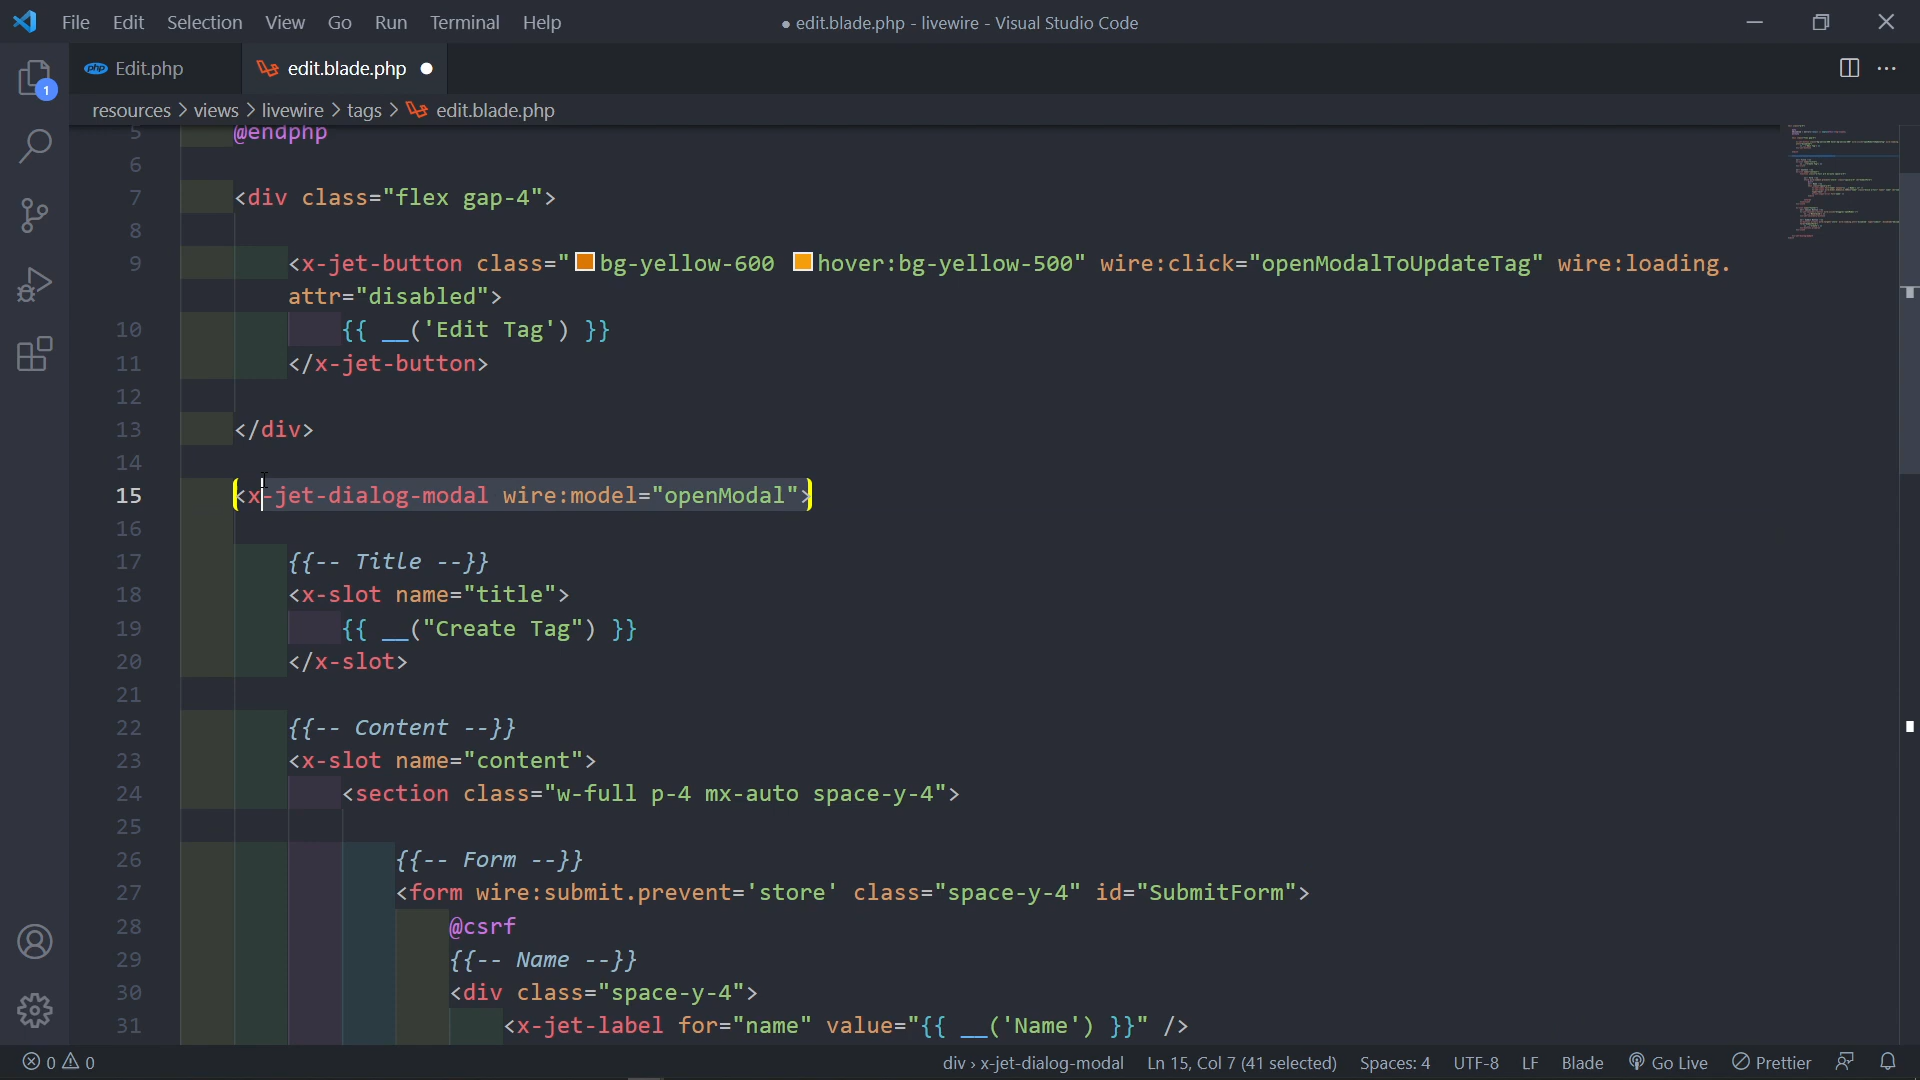 File Edit Selection View Go Run Terminal Help
● edit.blade.php - livewire - Visual Studio Code
php Edit.php edit.blade.php ●
resources > views > livewire > tags > edit.blade.php
1
5 @endphp
6
7 <div class="flex gap-4">
8
9 <x-jet-button class="bg-yellow-600 hover:bg-yellow-500" wire:click="openModalToUpdateTag" wire:loading.
attr="disabled">
10 {{ __('Edit Tag') }}
11 </x-jet-button>
12
13 </div>
14
15 <x-jet-dialog-modal wire:model="openModal">
16
17 {{-- Title --}}
18 <x-slot name="title">
19 {{ __("Create Tag") }}
20 </x-slot>
21
22 {{-- Content --}}
23 <x-slot name="content">
24 <section class="w-full p-4 mx-auto space-y-4">
25
26 {{-- Form --}}
27 <form wire:submit.prevent='store' class="space-y-4" id="SubmitForm">
28 @csrf
29 {{-- Name --}}
30 <div class="space-y-4">
31 <x-jet-label for="name" value="{{ __('Name') }}" />
0 0 div > x-jet-dialog-modal Ln 15, Col 7 (41 selected) Spaces: 4 UTF-8 LF Blade Go Live Prettier